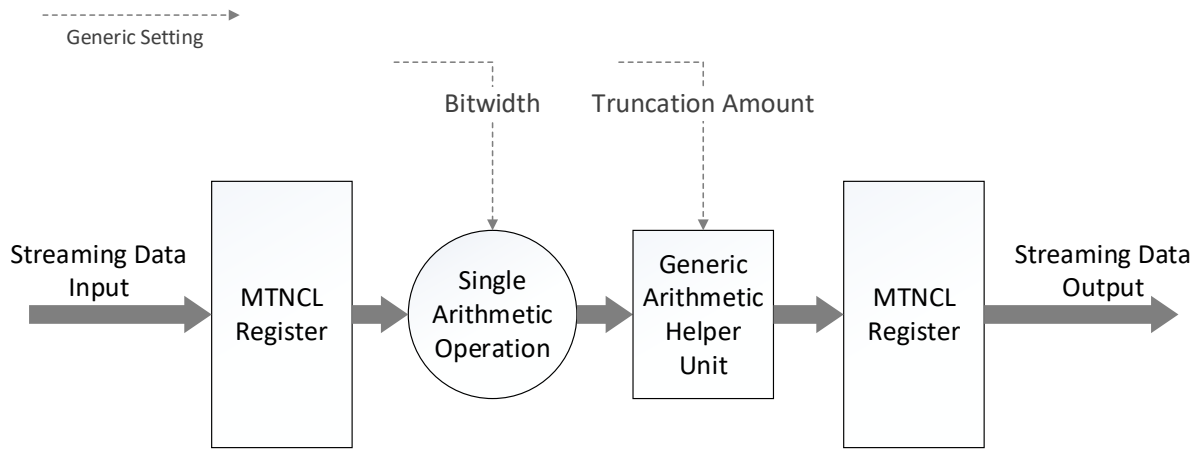 Generic Setting
Bitwidth
Truncation Amount
Streaming Data
Input
MTNCL
Register
Single
Arithmetic
Operation
Generic
Arithmetic
Helper
Unit
MTNCL
Register
Streaming Data
Output